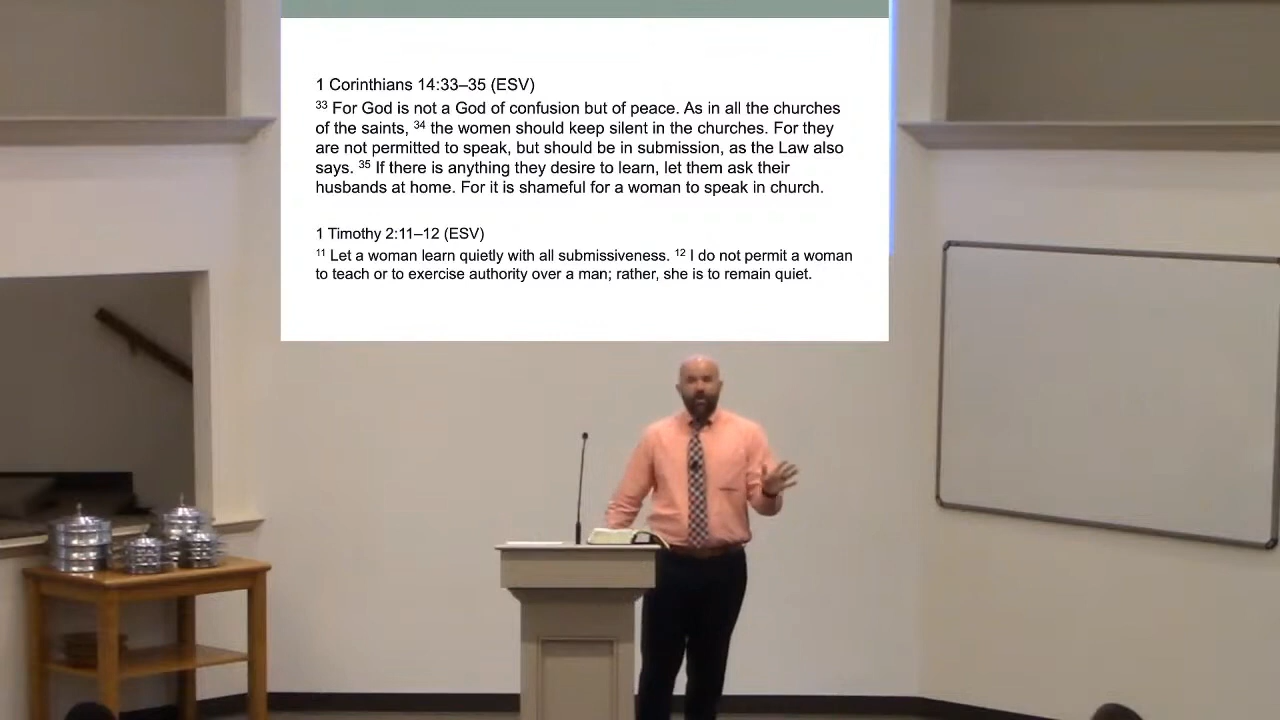 1 Corinthians 14:33–35 (ESV)
33 For God is not a God of confusion but of peace. As in all the churches
of the saints, 34 the women should keep silent in the churches. For they
are not permitted to speak, but should be in submission, as the Law also
says. 35 If there is anything they desire to learn, let them ask their
husbands at home. For it is shameful for a woman to speak in church.
1 Timothy 2:11–12 (ESV)
11 Let a woman learn quietly with all submissiveness. 12 I do not permit a woman
to teach or to exercise authority over a man; rather, she is to remain quiet.